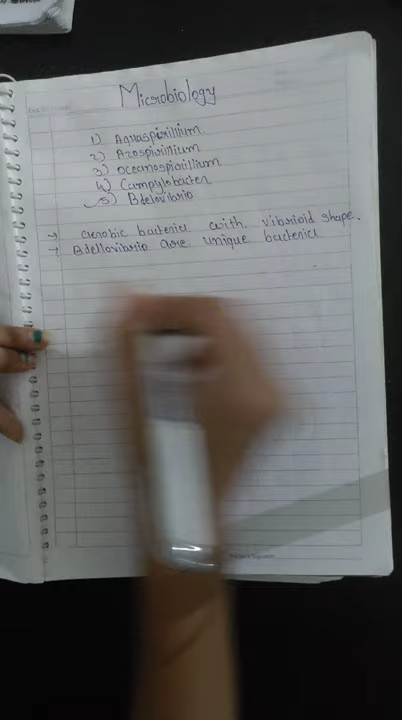 Microbiology
1) Aquaspirillium
2) Azospirillium
3) Oceanospirillium
4) Campylobacter
5) Bdelovibrio
→ aerobic bacteria with vibrioid shape.
→ Bdellovibrio are unique bacteria